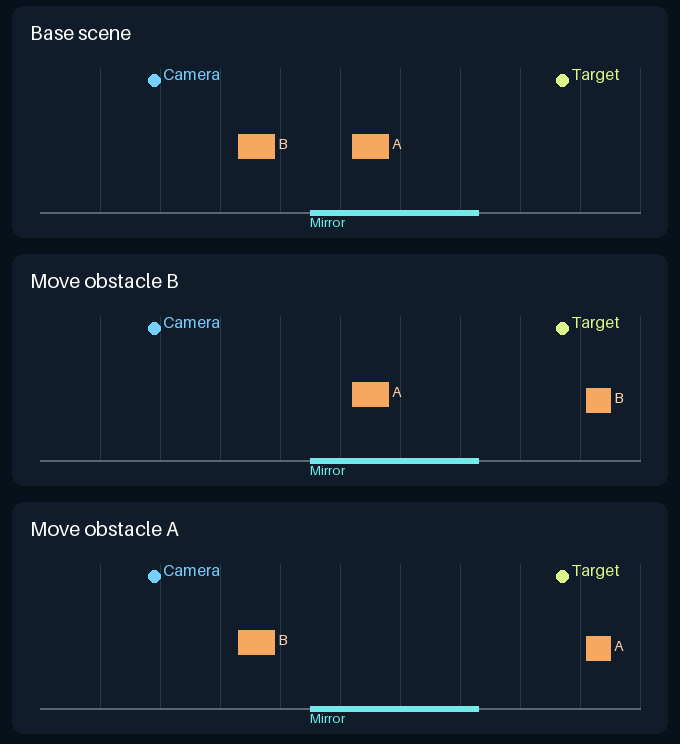 Base scene
Camera
Target
B
A
Mirror
Move obstacle B
Camera
Target
A
B
Mirror
Move obstacle A
Camera
Target
B
A
Mirror